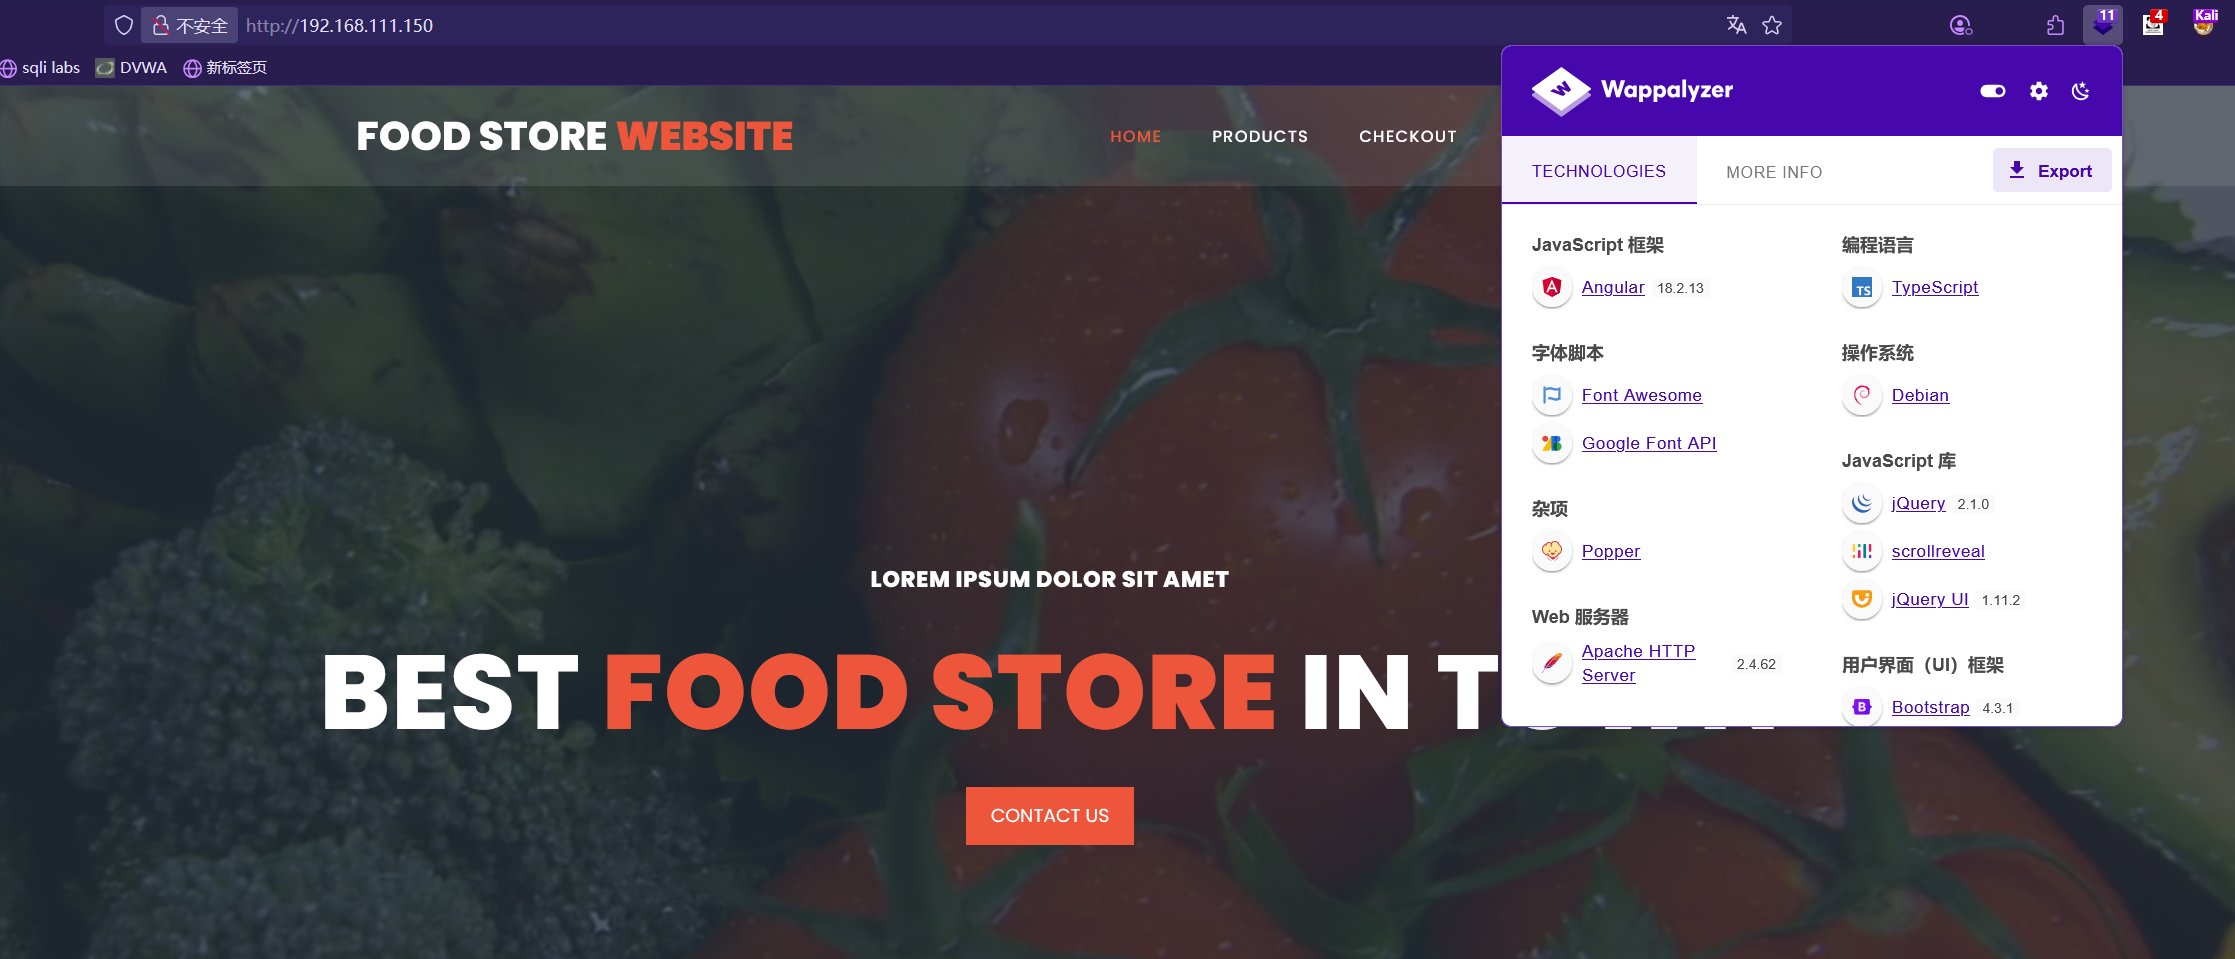 不安全 http://192.168.111.150
11
4
Kali
sqli labs DVWA 新标签页
FOOD STORE WEBSITE
HOME PRODUCTS CHECKOUT
Wappalyzer
TECHNOLOGIES MORE INFO Export
JavaScript 框架
Angular 18.2.13
字体脚本
Font Awesome
Google Font API
杂项
Popper
Web 服务器
Apache HTTP
Server 2.4.62
编程语言
TS TypeScript
操作系统
Debian
JavaScript 库
jQuery 2.1.0
scrollreveal
jQuery UI 1.11.2
用户界面（UI）框架
B Bootstrap 4.3.1
LOREM IPSUM DOLOR SIT AMET
BEST FOOD STORE IN T
CONTACT US